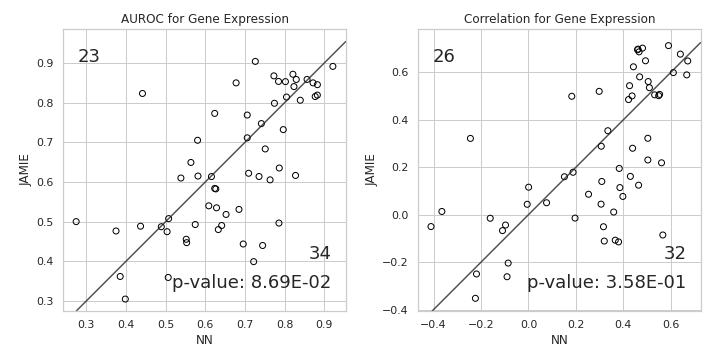 AUROC for Gene Expression
23
JAMIE
0.9
0.8
0.7
0.6
0.5
0.4
0.3
34
p-value: 8.69E-02
0.3 0.4 0.5 0.6 0.7 0.8 0.9
NN
Correlation for Gene Expression
26
JAMIE
0.6
0.4
0.2
0.0
−0.2
−0.4
32
p-value: 3.58E-01
−0.4 −0.2 0.0 0.2 0.4 0.6
NN